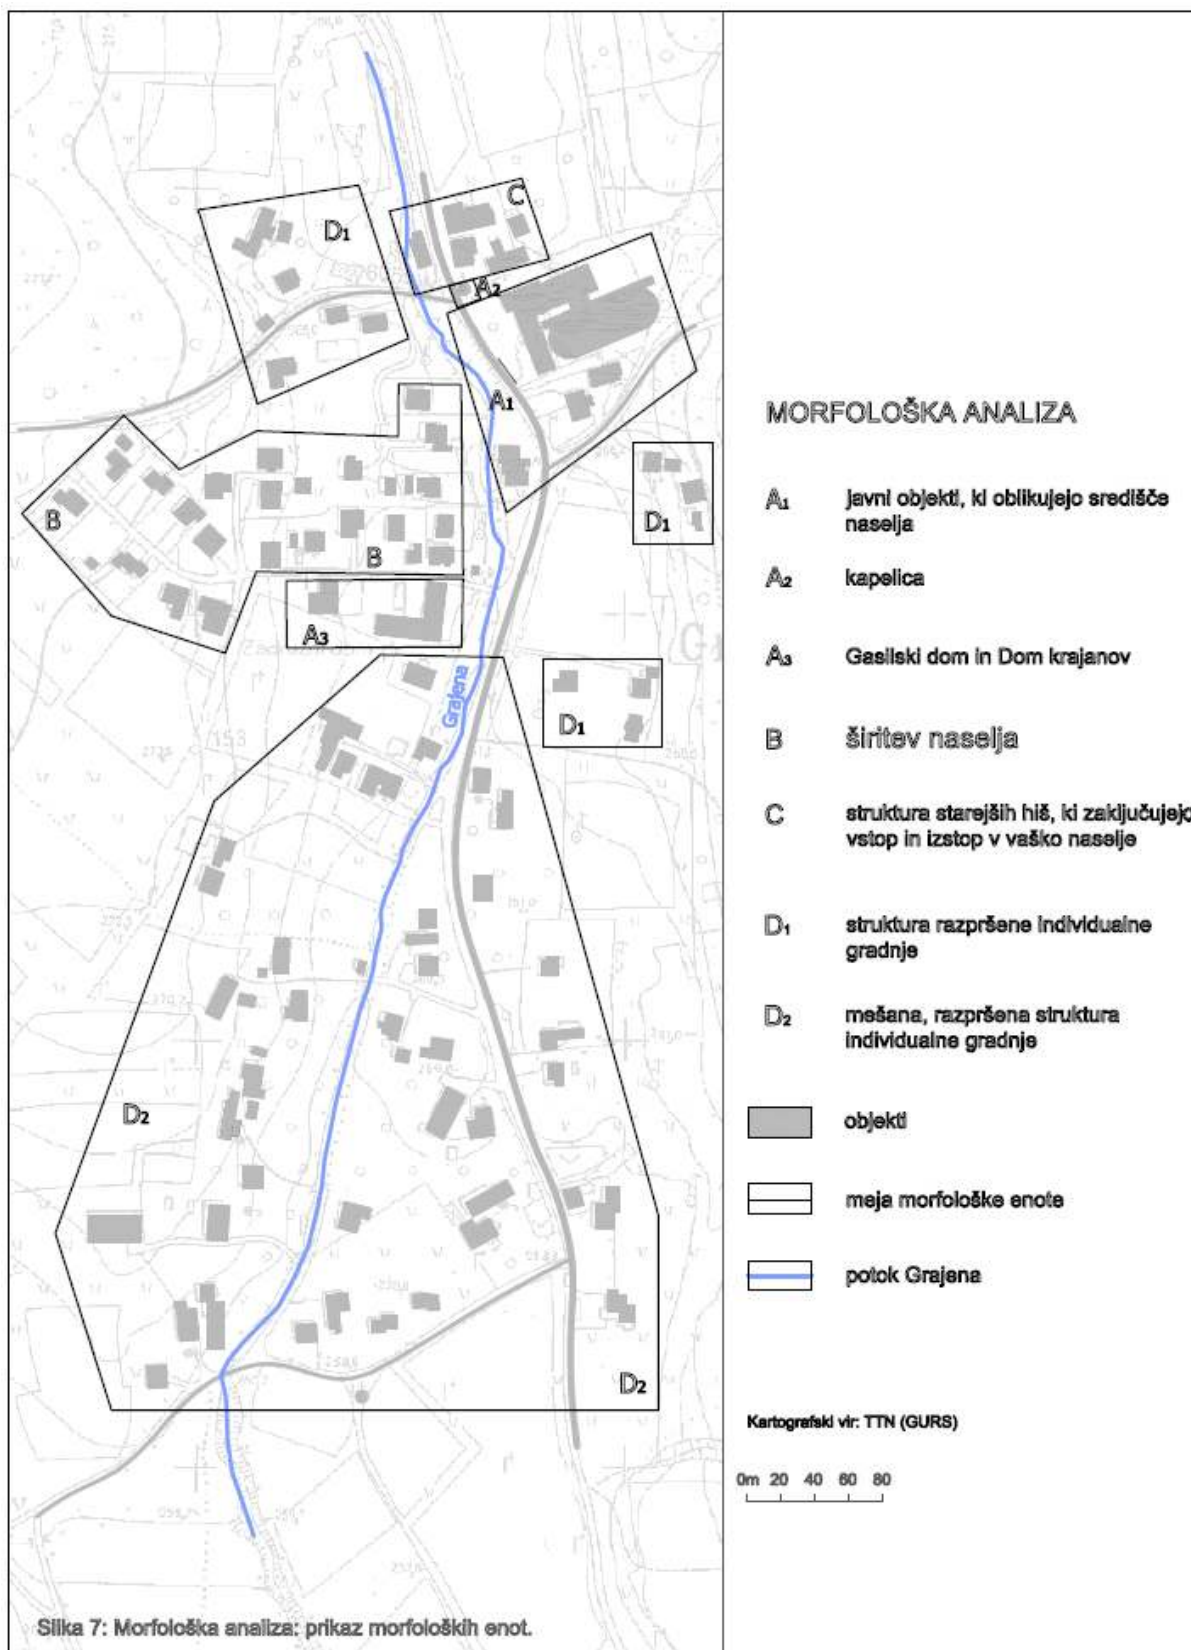 C
D₁
A₂
A₁
B
D₁
B
A₃
Grajena
D₁
153
D₂
D₂
MORFOLOŠKA ANALIZA
A₁ javni objekti, ki oblikujejo središče
naselja
A₂ kapelica
A₃ Gasilski dom in Dom krajanov
B širitev naselja
C struktura starejših hiš, ki zaključujejo
vstop in izstop v vaško naselje
D₁ struktura razpršene individualne
gradnje
D₂ mešana, razpršena struktura
individualne gradnje
objekti
meja morfološke enote
potok Grajena
Kartografski vir: TTN (GURS)
0m 20 40 60 80
Slika 7: Morfološka analiza: prikaz morfoloških enot.